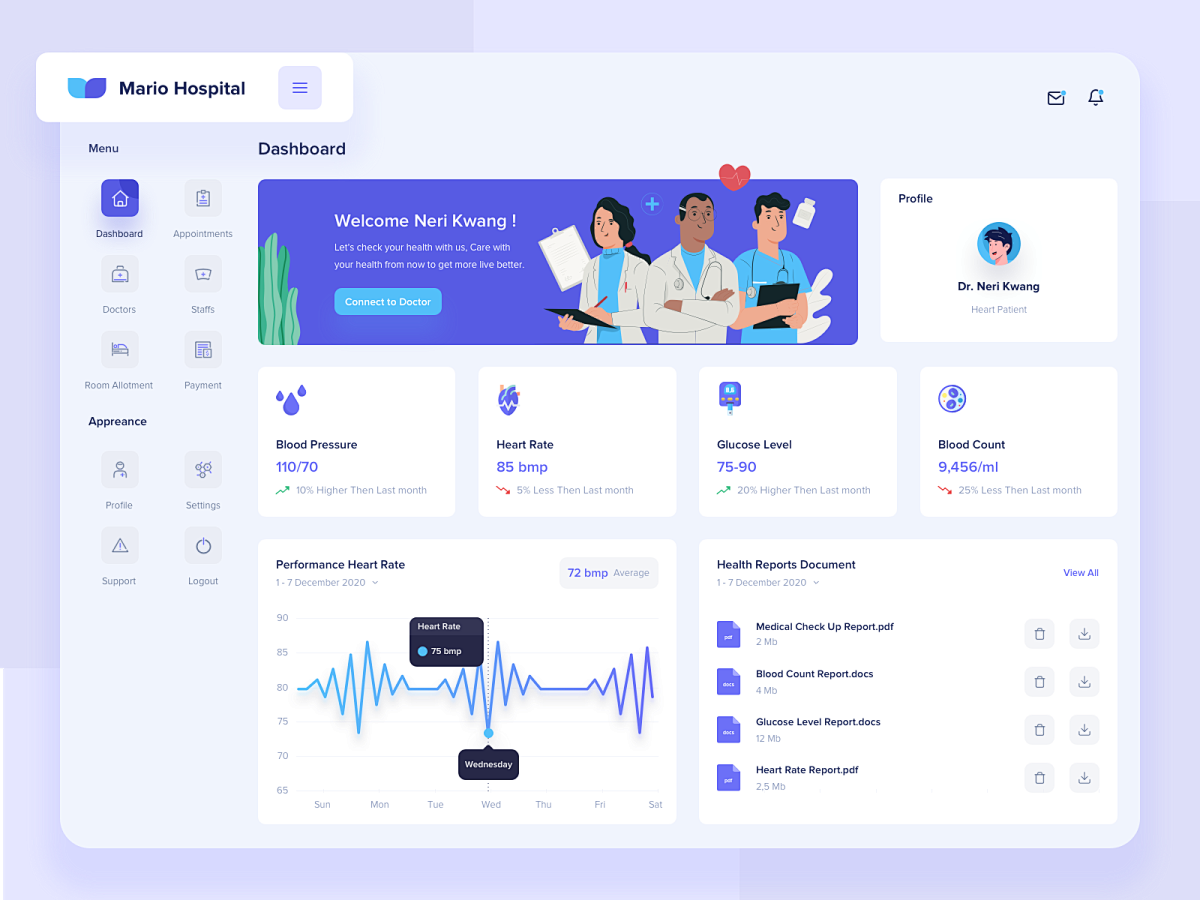 Mario Hospital
Menu
Dashboard
Appointments
Doctors
Staffs
Room Allotment
Payment
Appreance
Profile
Settings
Support
Logout
Dashboard
Welcome Neri Kwang !
Let's check your health with us, Care with
your health from now to get more live better.
Connect to Doctor
Profile
Dr. Neri Kwang
Heart Patient
Blood Pressure
110/70
10% Higher Then Last month
Heart Rate
85 bmp
5% Less Then Last month
Glucose Level
75-90
20% Higher Then Last month
Blood Count
9,456/ml
25% Less Then Last month
Performance Heart Rate
1 - 7 December 2020
72 bmp Average
90
85
80
75
70
65
Heart Rate
75 bmp
Wednesday
Sun Mon Tue Wed Thu Fri Sat
Health Reports Document
1 - 7 December 2020
View All
pdf
Medical Check Up Report.pdf
2 Mb
docs
Blood Count Report.docs
4 Mb
docs
Glucose Level Report.docs
12 Mb
pdf
Heart Rate Report.pdf
2,5 Mb